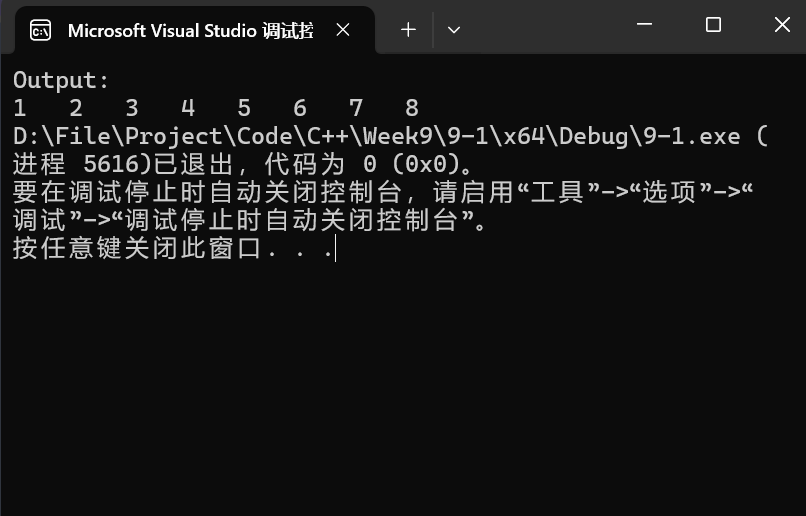 Microsoft Visual Studio 调试控
Output:
1 2 3 4 5 6 7 8
D:\File\Project\Code\C++\Week9\9-1\x64\Debug\9-1.exe (
进程 5616)已退出，代码为 0 (0x0)。
要在调试停止时自动关闭控制台，请启用“工具”->“选项”->“
调试”->“调试停止时自动关闭控制台”。
按任意键关闭此窗口. . .